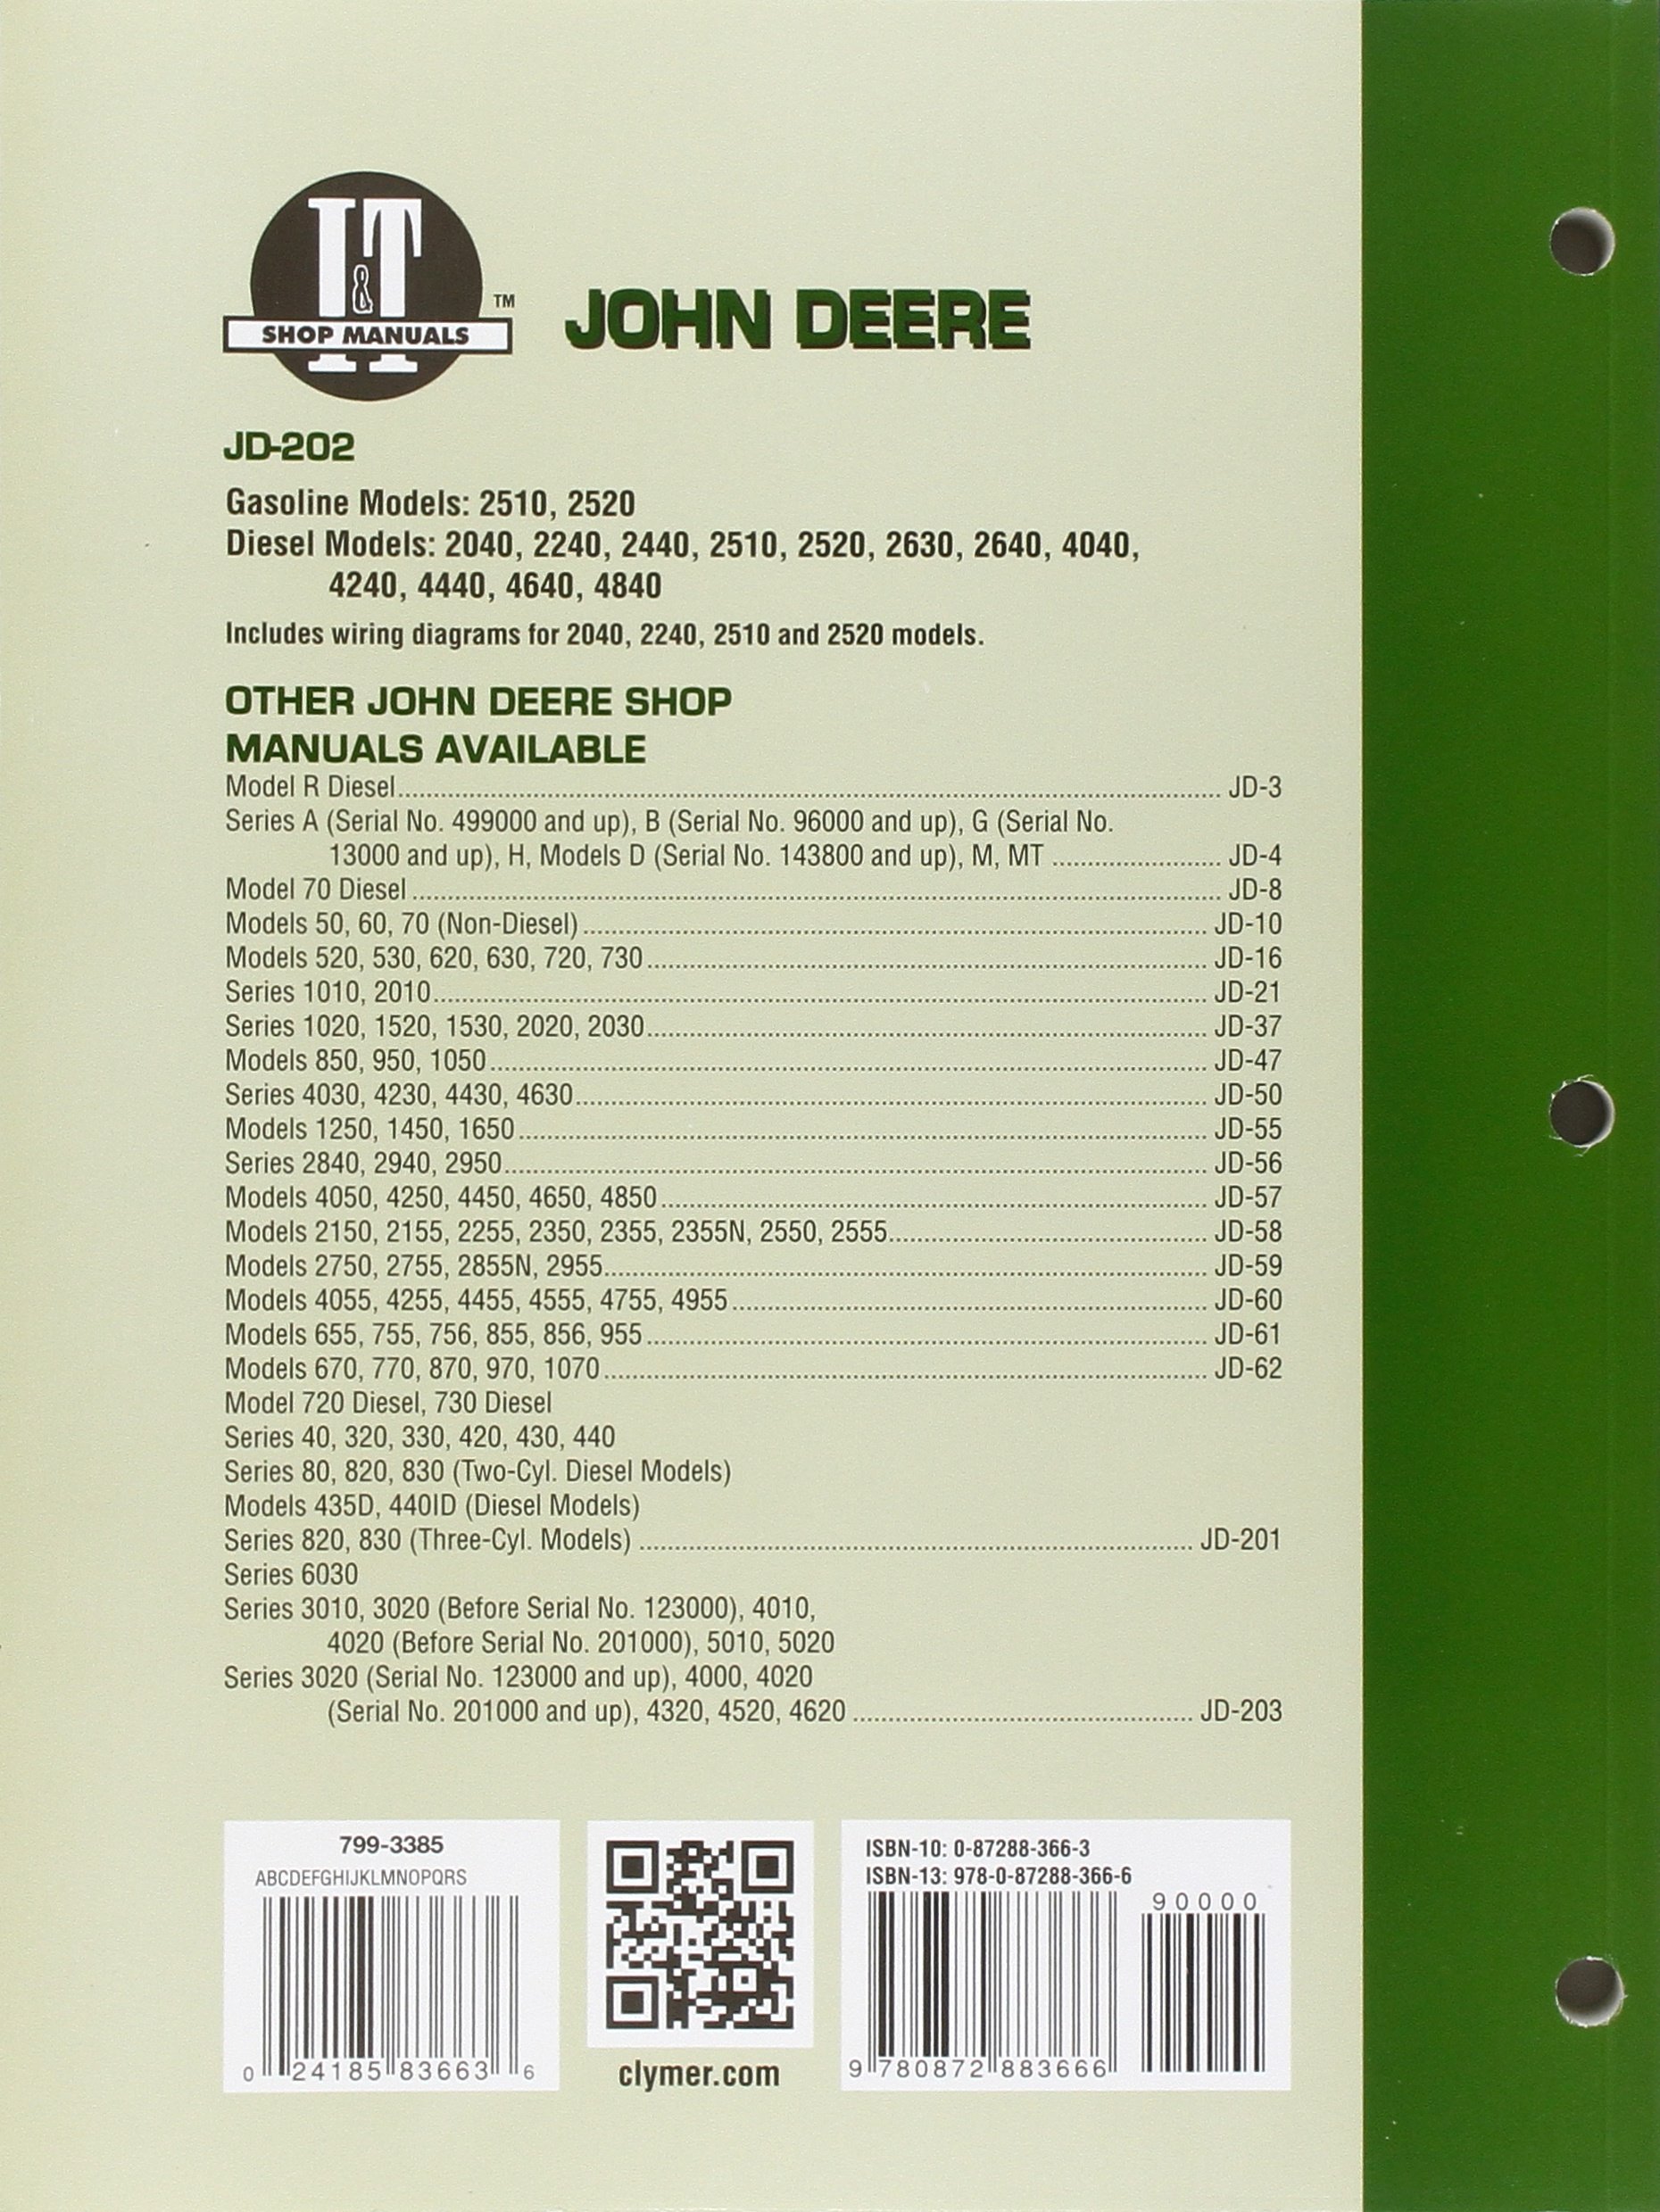 I&T
SHOP MANUALS
TM
JOHN DEERE
JD-202
Gasoline Models: 2510, 2520
Diesel Models: 2040, 2240, 2440, 2510, 2520, 2630, 2640, 4040,
4240, 4440, 4640, 4840
Includes wiring diagrams for 2040, 2240, 2510 and 2520 models.
OTHER JOHN DEERE SHOP
MANUALS AVAILABLE
Model R Diesel........ JD-3
Series A (Serial No. 499000 and up), B (Serial No. 96000 and up), G (Serial No.
13000 and up), H, Models D (Serial No. 143800 and up), M, MT ........ JD-4
Model 70 Diesel ........ JD-8
Models 50, 60, 70 (Non-Diesel) ........ JD-10
Models 520, 530, 620, 630, 720, 730........ JD-16
Series 1010, 2010........ JD-21
Series 1020, 1520, 1530, 2020, 2030........ JD-37
Models 850, 950, 1050........ JD-47
Series 4030, 4230, 4430, 4630........ JD-50
Models 1250, 1450, 1650........ JD-55
Series 2840, 2940, 2950........ JD-56
Models 4050, 4250, 4450, 4650, 4850........ JD-57
Models 2150, 2155, 2255, 2350, 2355, 2355N, 2550, 2555........ JD-58
Models 2750, 2755, 2855N, 2955........ JD-59
Models 4055, 4255, 4455, 4555, 4755, 4955........ JD-60
Models 655, 755, 756, 855, 856, 955........ JD-61
Models 670, 770, 870, 970, 1070........ JD-62
Model 720 Diesel, 730 Diesel
Series 40, 320, 330, 420, 430, 440
Series 80, 820, 830 (Two-Cyl. Diesel Models)
Models 435D, 440ID (Diesel Models)
Series 820, 830 (Three-Cyl. Models) ........ JD-201
Series 6030
Series 3010, 3020 (Before Serial No. 123000), 4010,
4020 (Before Serial No. 201000), 5010, 5020
Series 3020 (Serial No. 123000 and up), 4000, 4020
(Serial No. 201000 and up), 4320, 4520, 4620 ........ JD-203
799-3385
ABCDEFGHIJKLMNOPQRS
0 24185 83663 6
clymer.com
ISBN-10: 0-87288-366-3
ISBN-13: 978-0-87288-366-6
90000
9 780872 883666